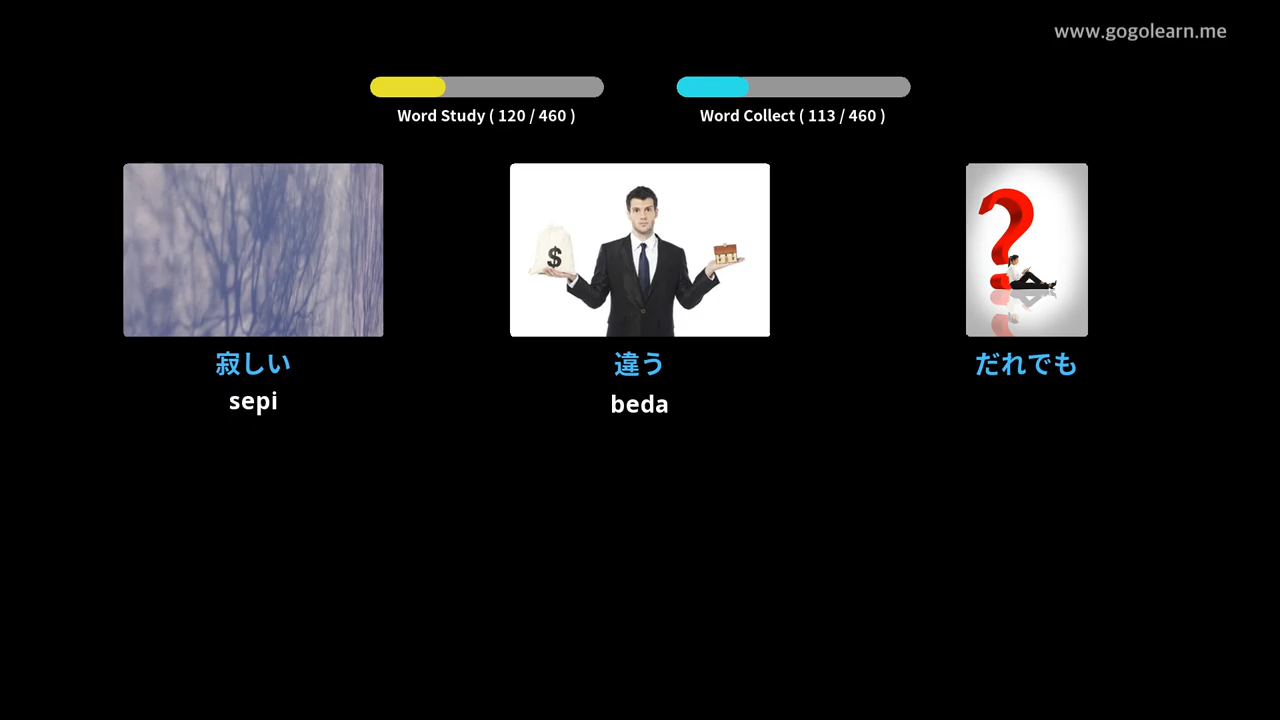 www.gogolearn.me
Word Study ( 120 / 460 )
Word Collect ( 113 / 460 )
$
寂しい
違う
だれでも
sepi
beda